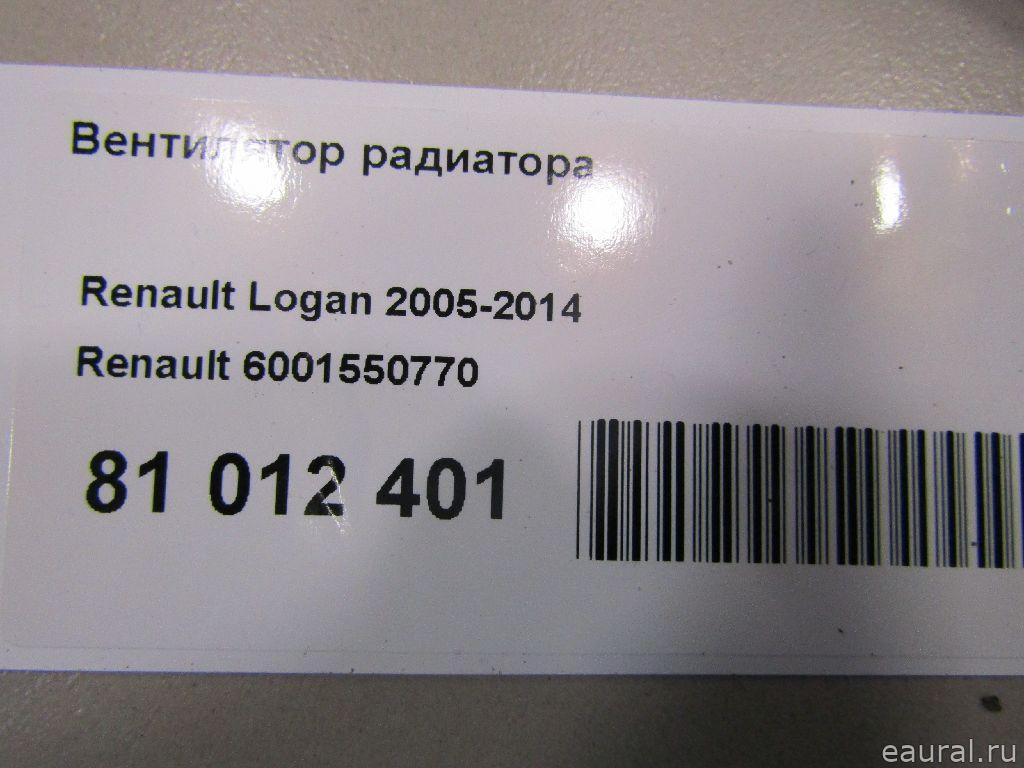 Вентилятор радиатора
Renault Logan 2005-2014
Renault 6001550770
81 012 401
eaural.ru